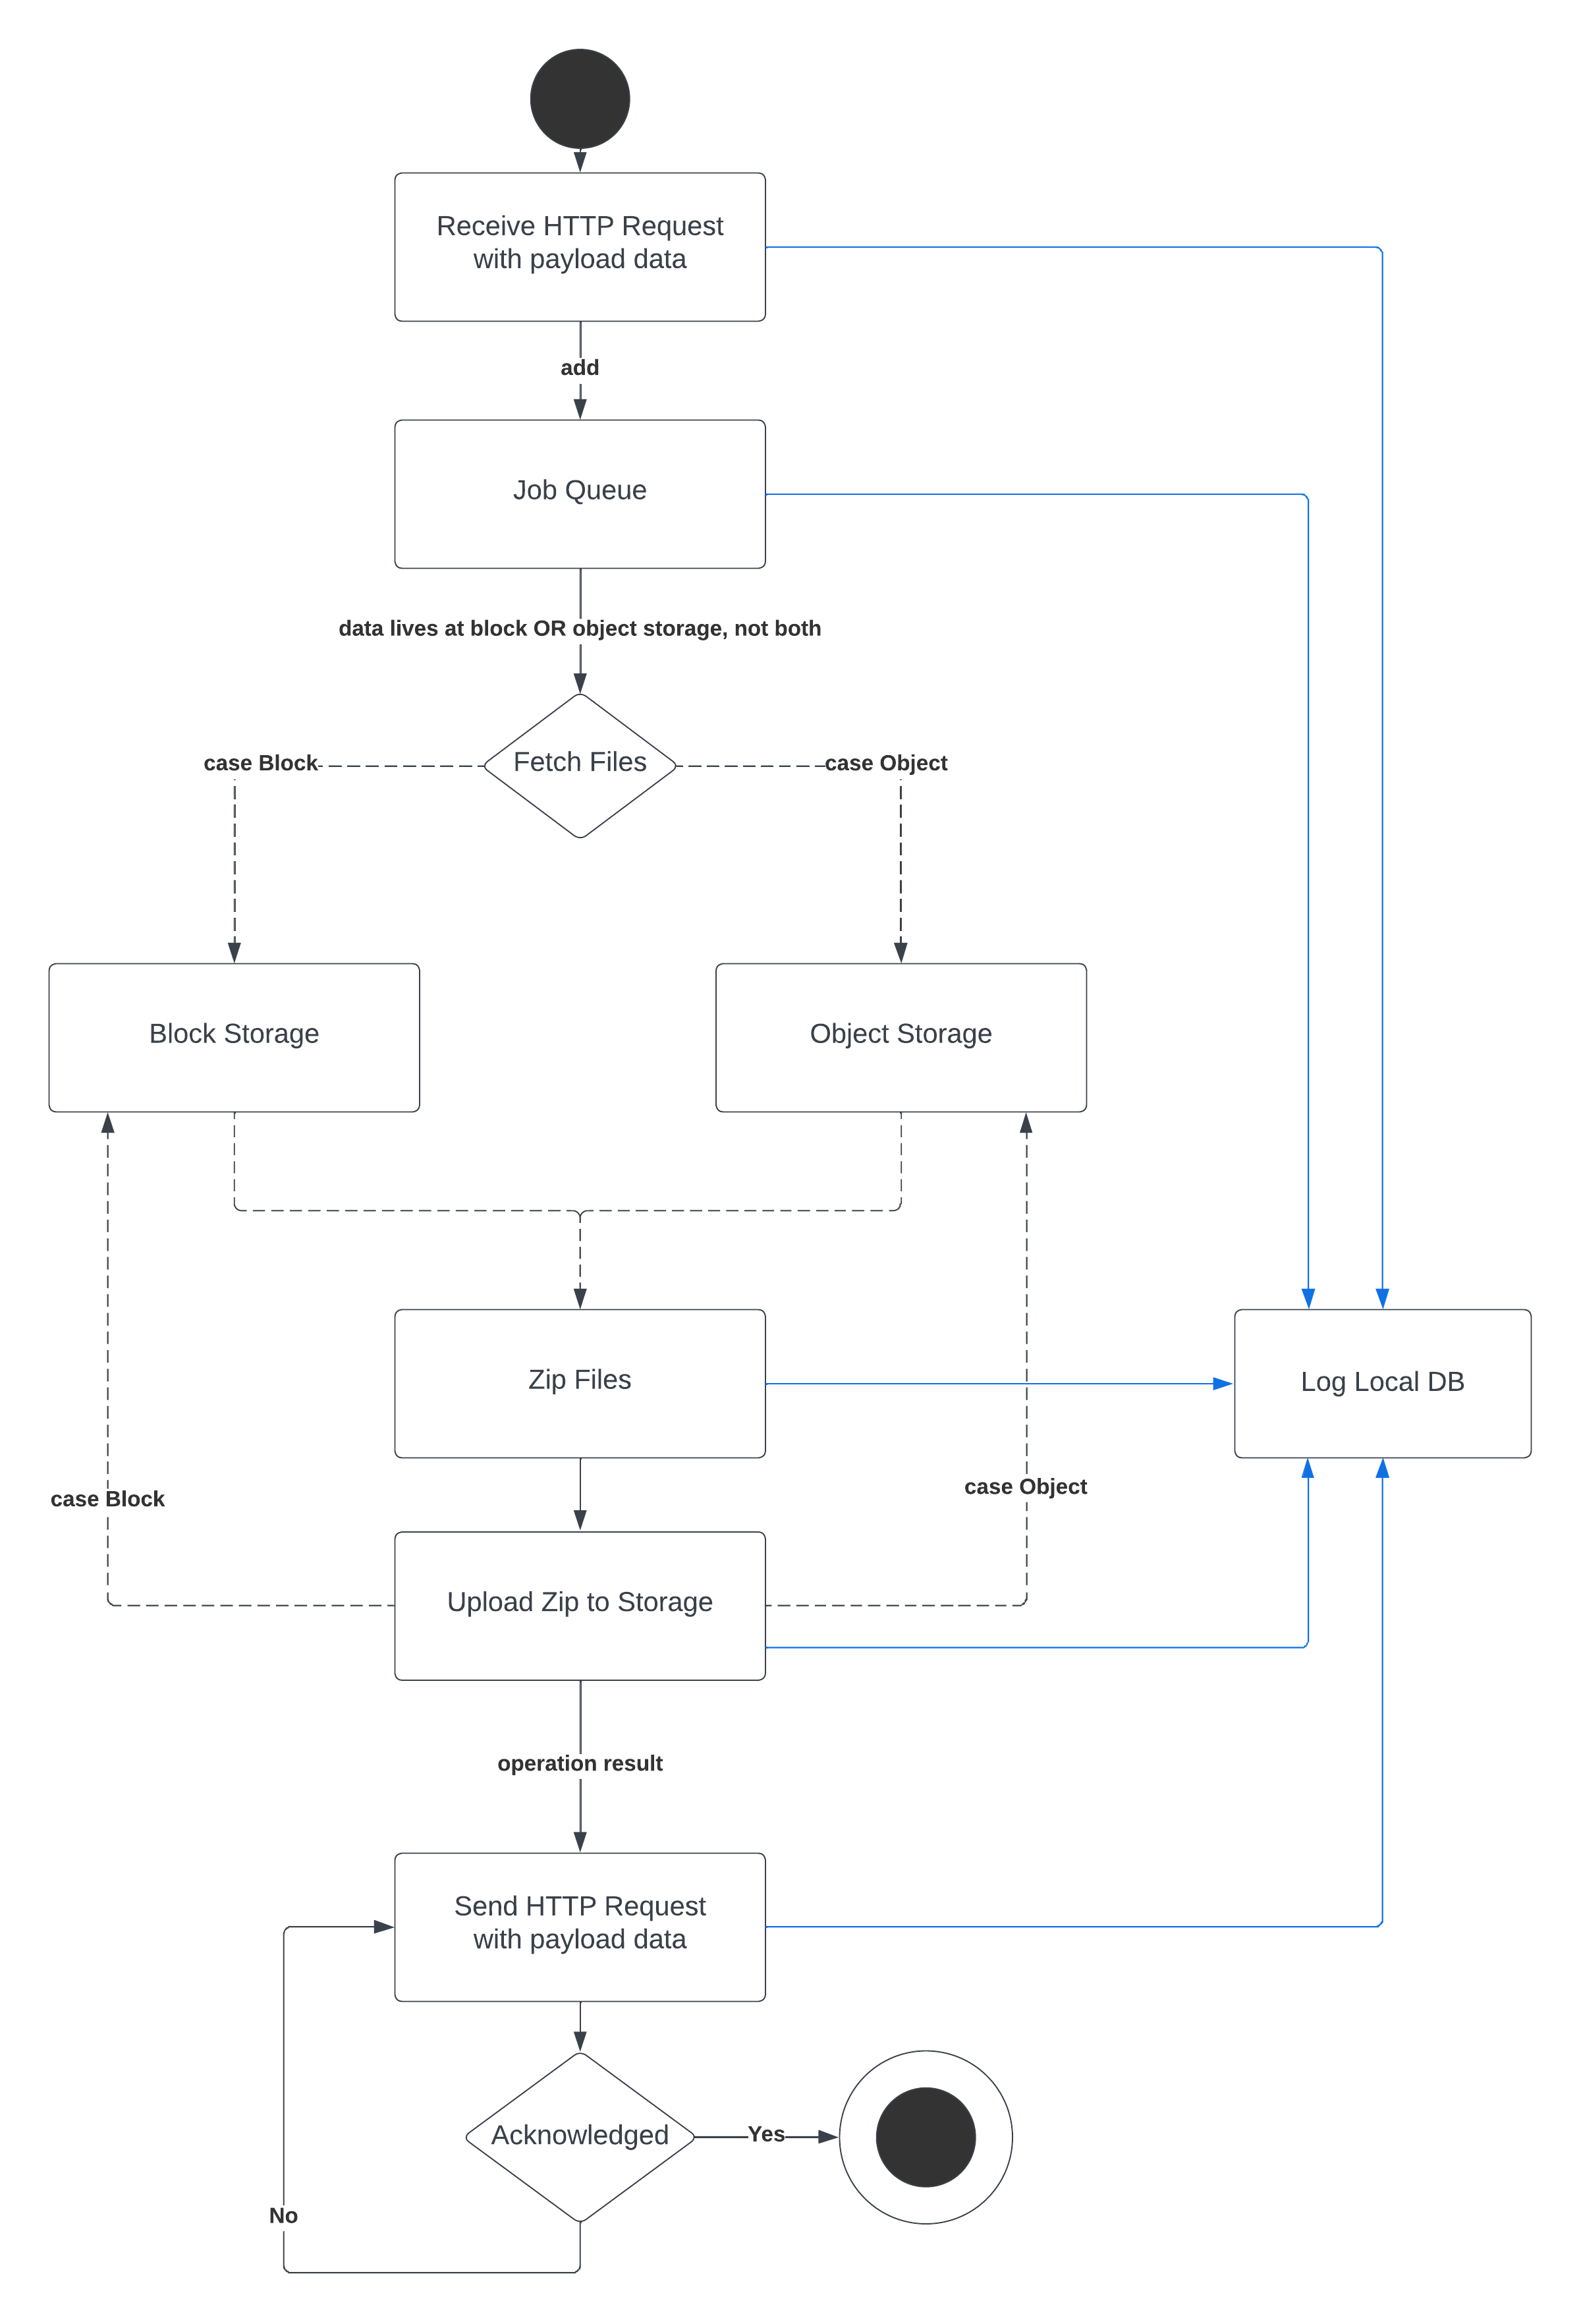 Receive HTTP Request
with payload data
add
Job Queue
data lives at block OR object storage, not both
Fetch Files
case Block
case Object
Block Storage
Object Storage
Zip Files
Log Local DB
case Block
case Object
Upload Zip to Storage
operation result
Send HTTP Request
with payload data
Acknowledged
Yes
No